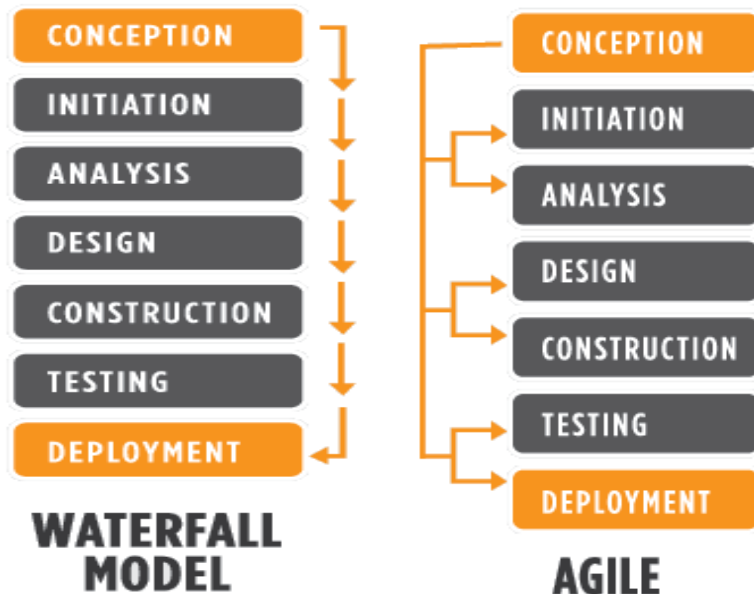 CONCEPTION
INITIATION
ANALYSIS
DESIGN
CONSTRUCTION
TESTING
DEPLOYMENT
WATERFALL
MODEL
CONCEPTION
INITIATION
ANALYSIS
DESIGN
CONSTRUCTION
TESTING
DEPLOYMENT
AGILE